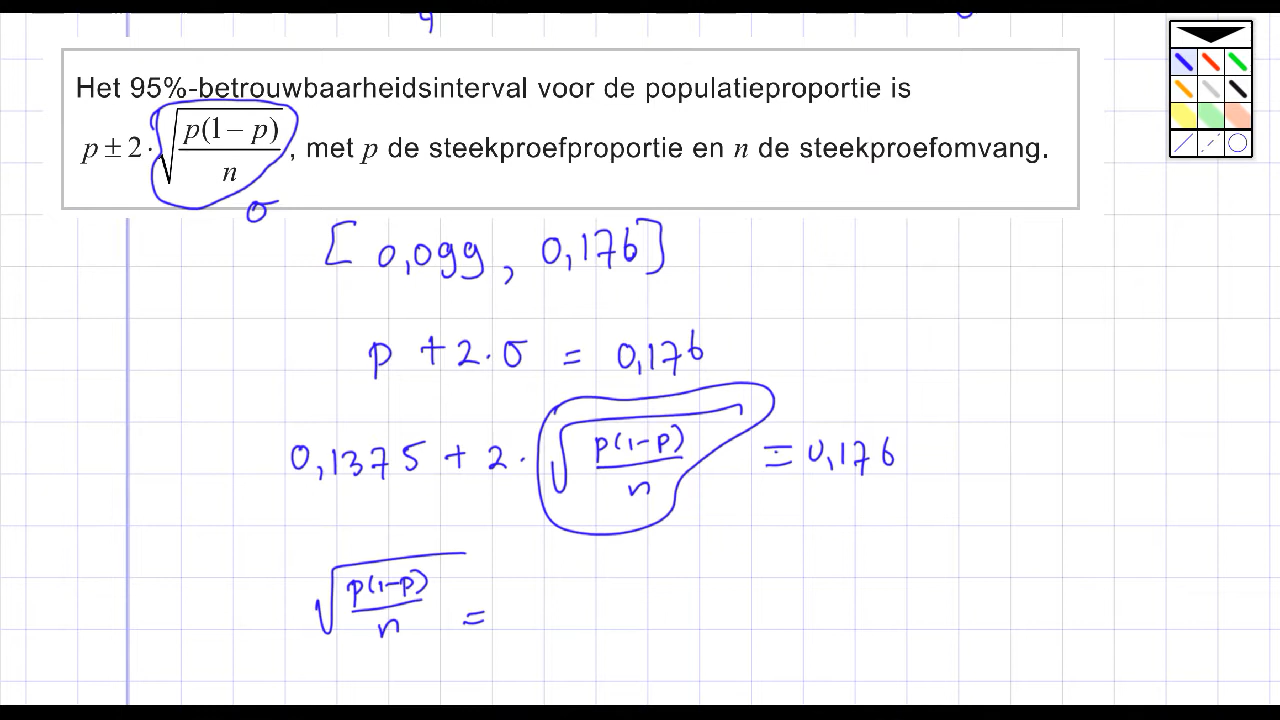 Het 95%-betrouwbaarheidsinterval voor de populatieproportie is
p ± 2 · √(p(1 − p)/n), met p de steekproefproportie en n de steekproefomvang.
σ
[ 0,099 , 0,176 ]
p + 2 · σ = 0,176
0,1375 + 2 · √(p(1-p)/n) = 0,176
√(p(1-p)/n) =